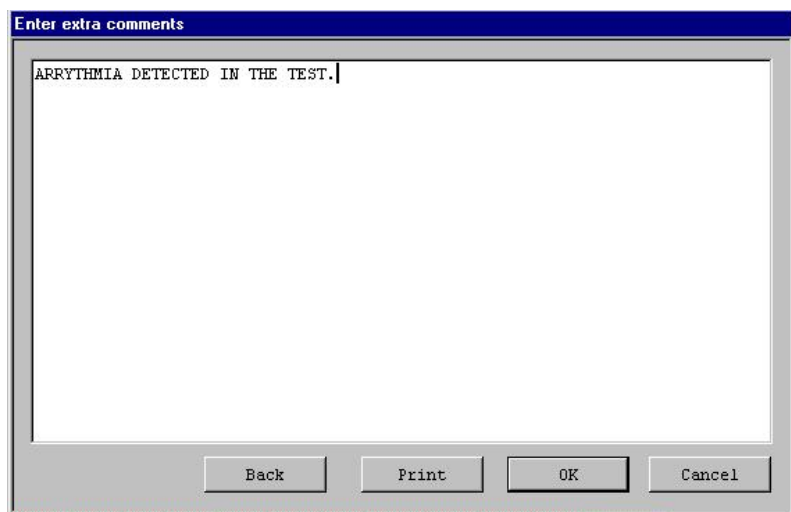 Enter extra comments
ARRYTHMIA DETECTED IN THE TEST.
Back Print OK Cancel